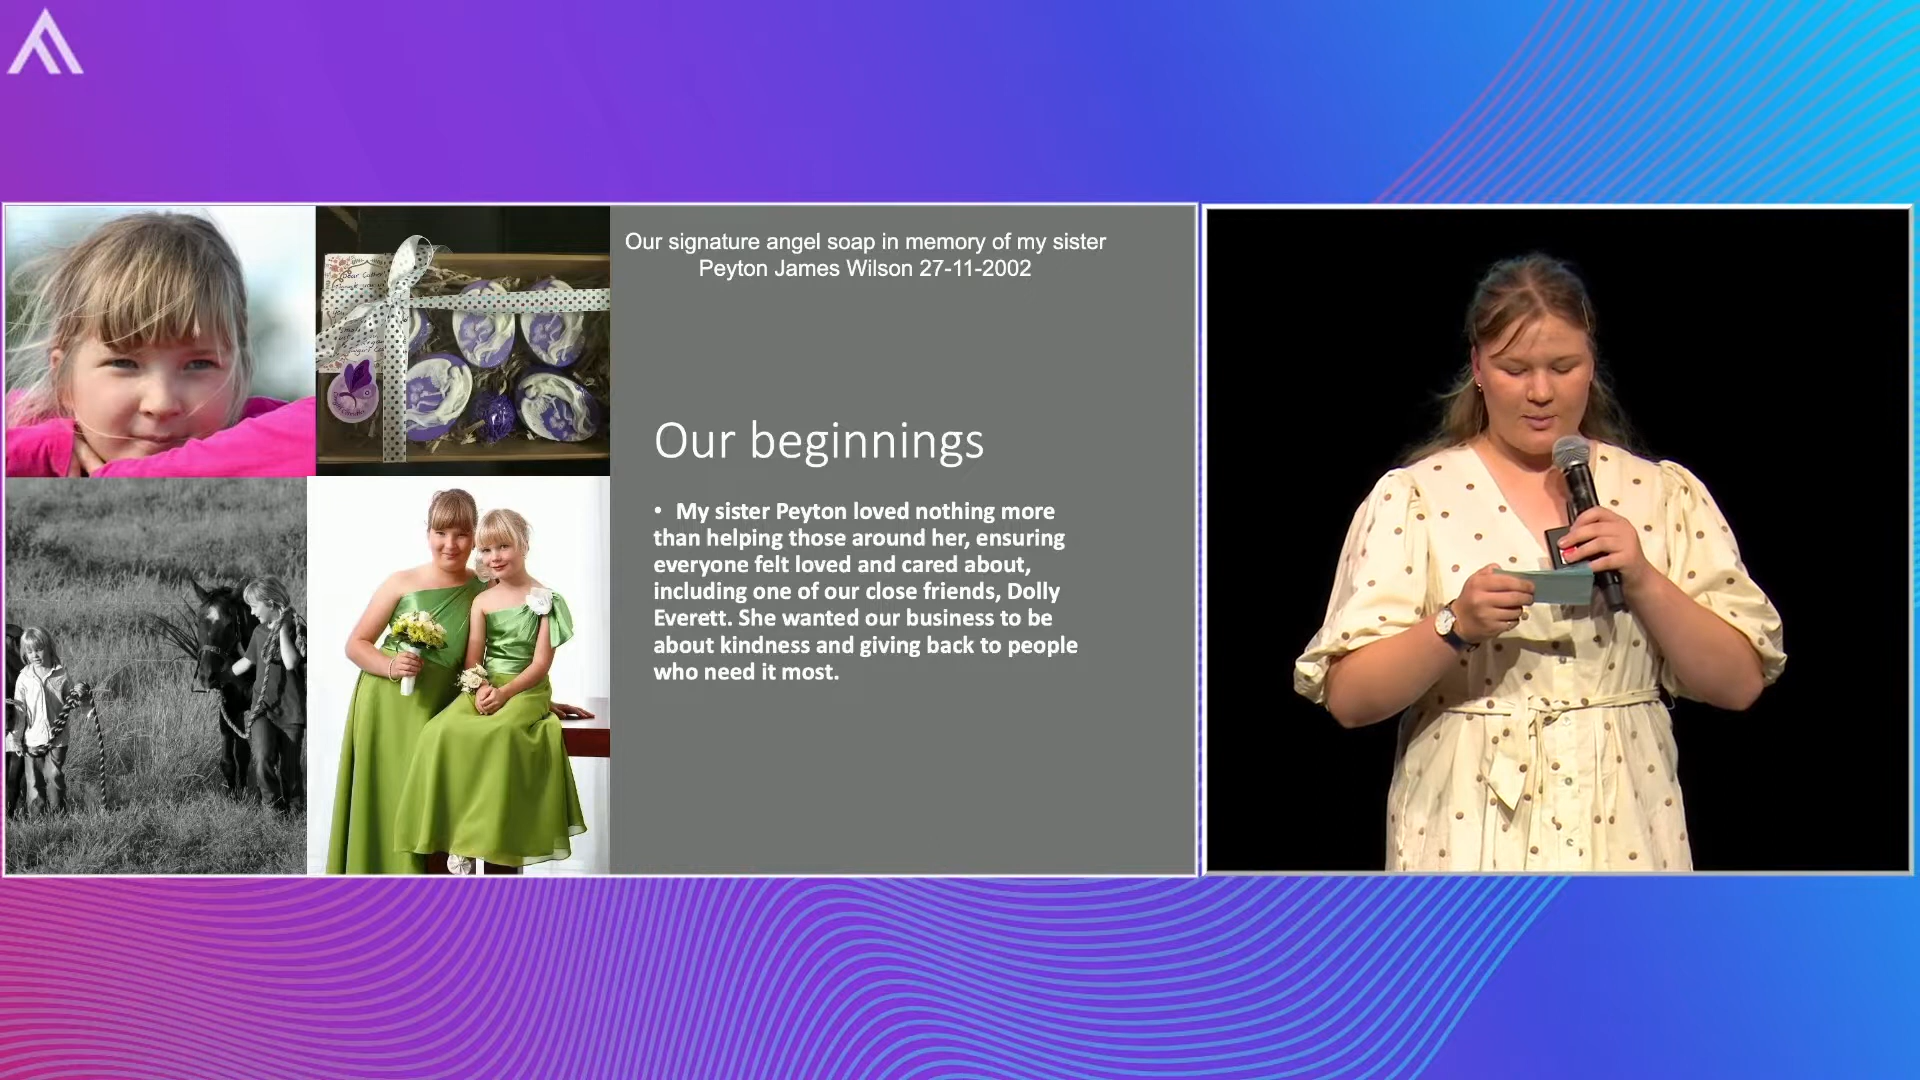 Our signature angel soap in memory of my sister
Peyton James Wilson 27-11-2002
Our beginnings
• My sister Peyton loved nothing more
than helping those around her, ensuring
everyone felt loved and cared about,
including one of our close friends, Dolly
Everett. She wanted our business to be
about kindness and giving back to people
who need it most.